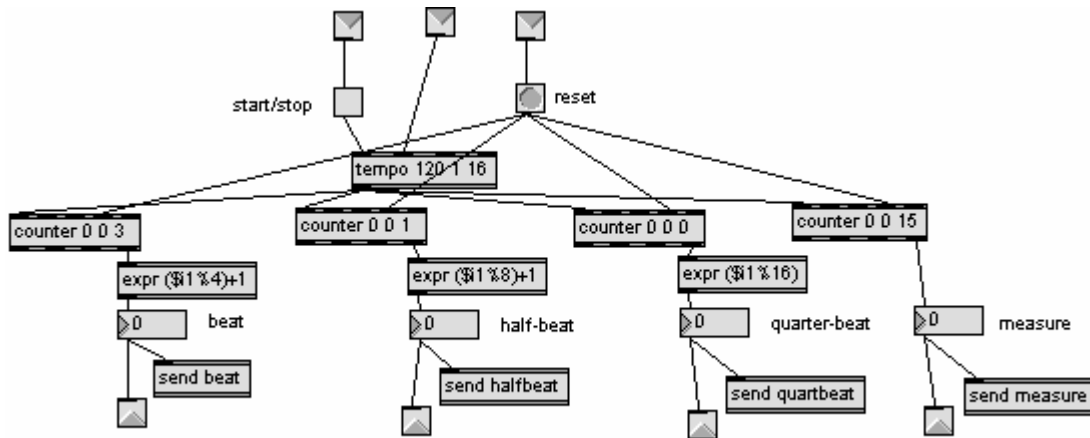 start/stop
reset
tempo 120 1 16
counter 0 0 3
counter 0 0 1
counter 0 0 0
counter 0 0 15
expr ($i1%4)+1
expr ($i1%8)+1
expr ($i1%16)
0
beat
0
half-beat
0
quarter-beat
0
measure
send beat
send halfbeat
send quartbeat
send measure